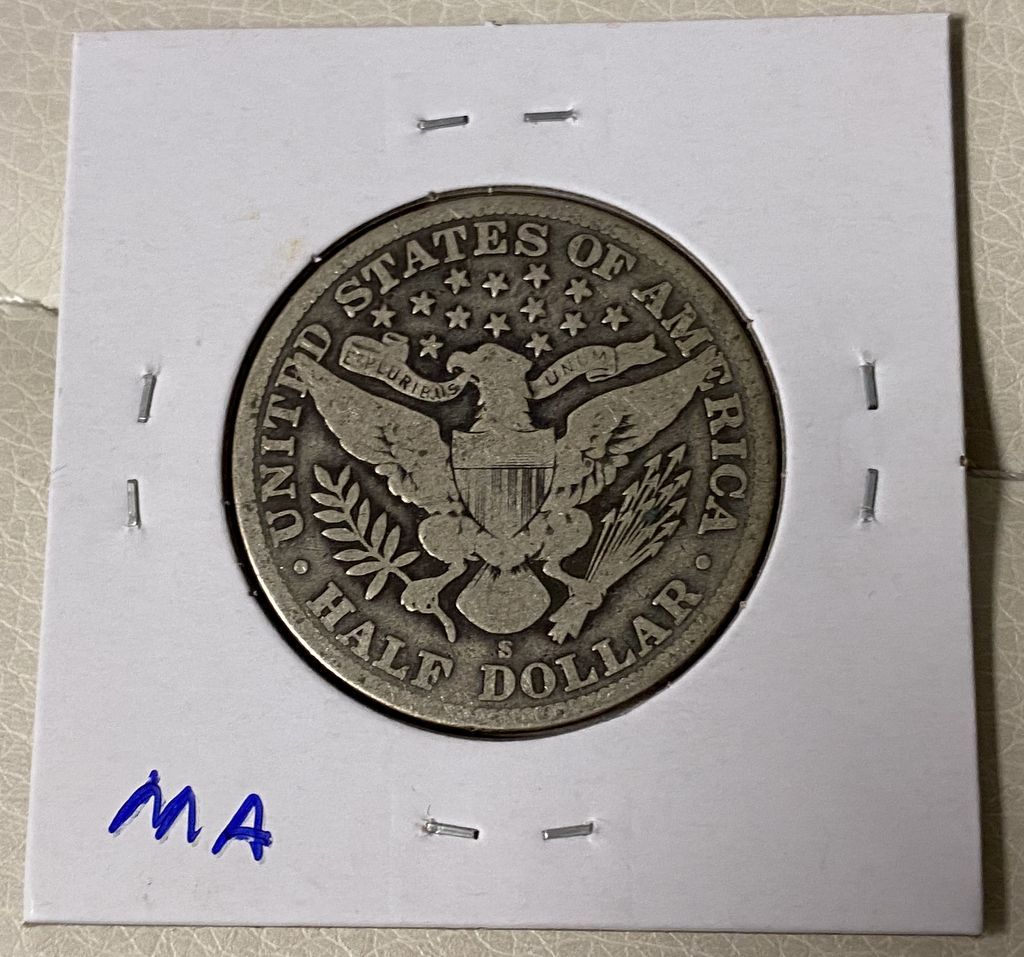 UNITED STATES OF AMERICA
E PLURIBUS UNUM
S
HALF DOLLAR
MA